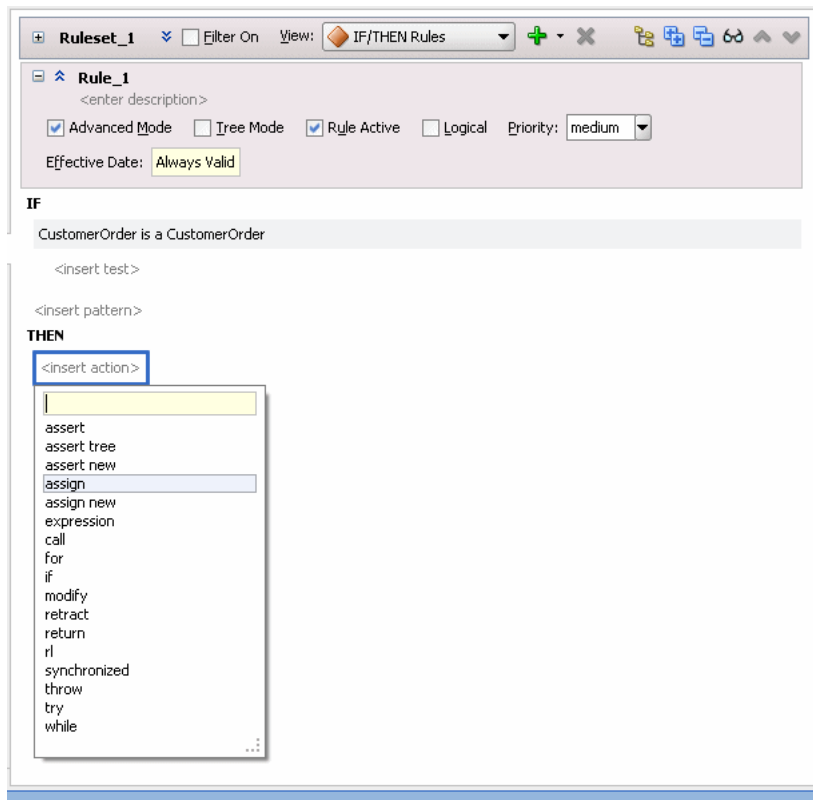 Ruleset_1 Filter On View: IF/THEN Rules
Rule_1
<enter description>
Advanced Mode Tree Mode Rule Active Logical Priority: medium
Effective Date: Always Valid
IF
CustomerOrder is a CustomerOrder
<insert test>
<insert pattern>
THEN
<insert action>
assert
assert tree
assert new
assign
assign new
expression
call
for
if
modify
retract
return
rl
synchronized
throw
try
while